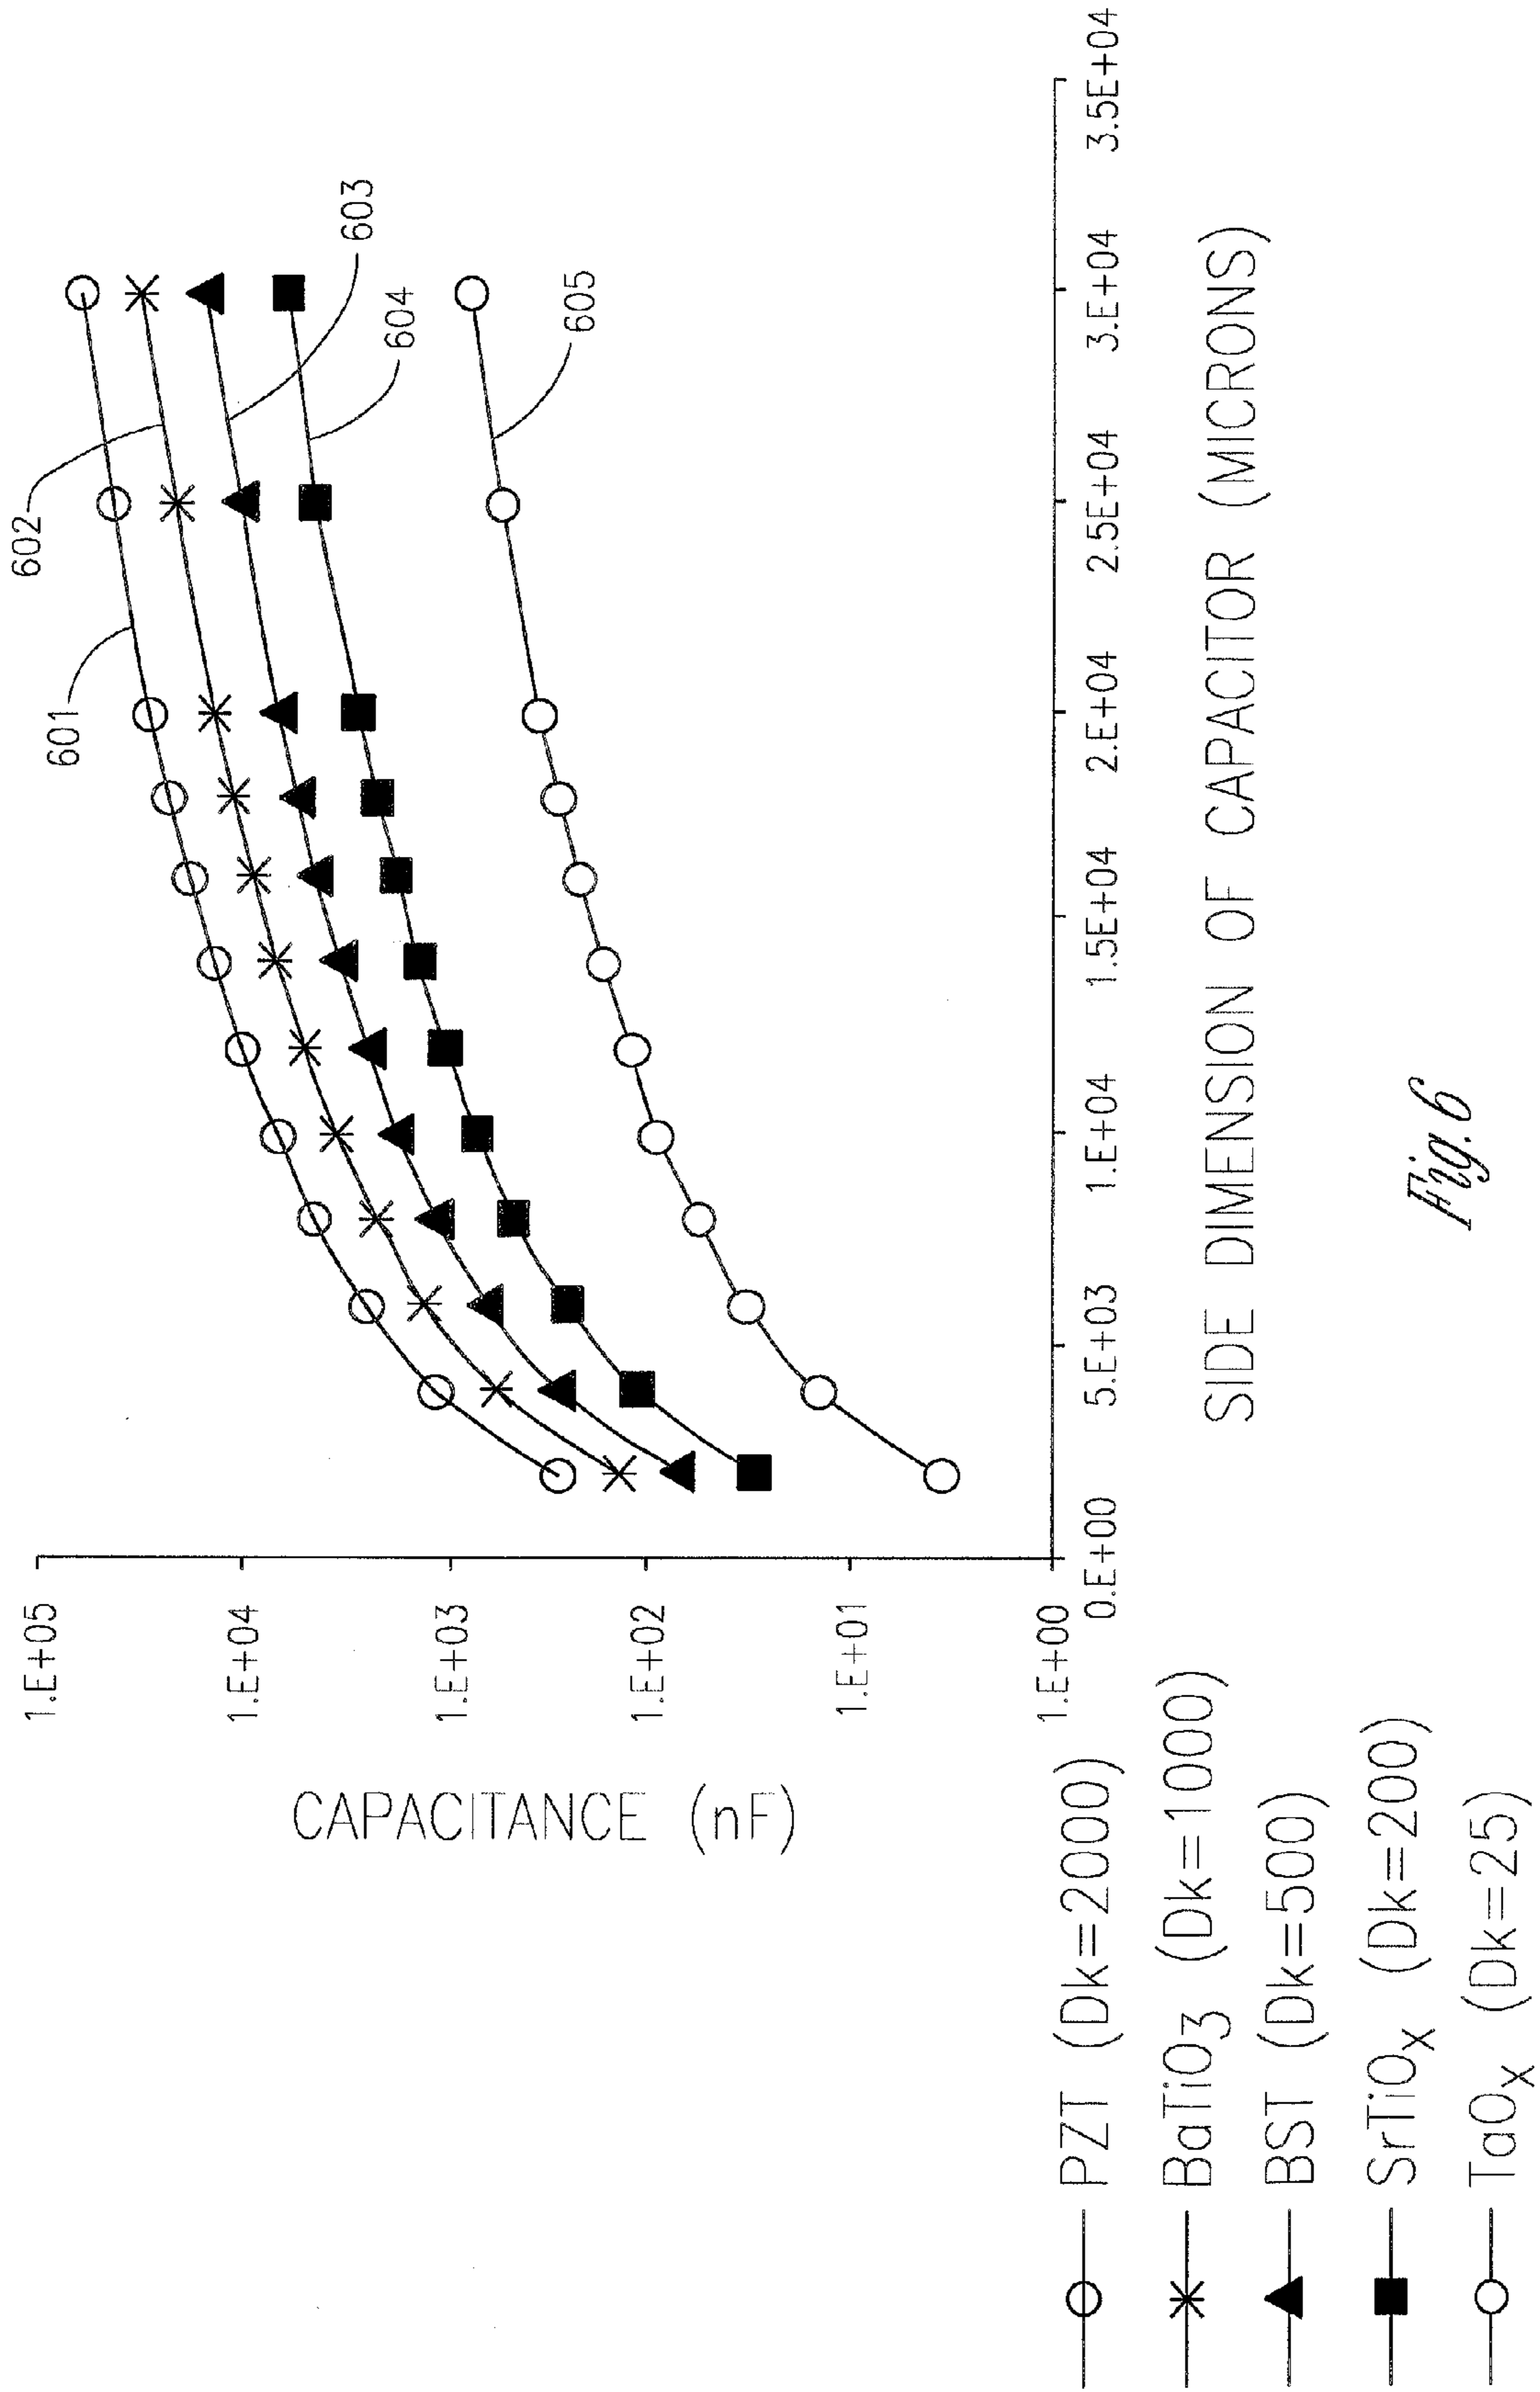 601
602
603
604
605
CAPACITANCE (nF)
1.E+05
1.E+04
1.E+03
1.E+02
1.E+01
1.E+00
0.E+00 5.E+03 1.E+04 1.5E+04 2.E+04 2.5E+04 3.E+04 3.5E+04
SIDE DIMENSION OF CAPACITOR (MICRONS)
PZT (Dk=2000)
BaTiO3 (Dk=1000)
BST (Dk=500)
SrTiOx (Dk=200)
TaOx (Dk=25)
Fig. 6